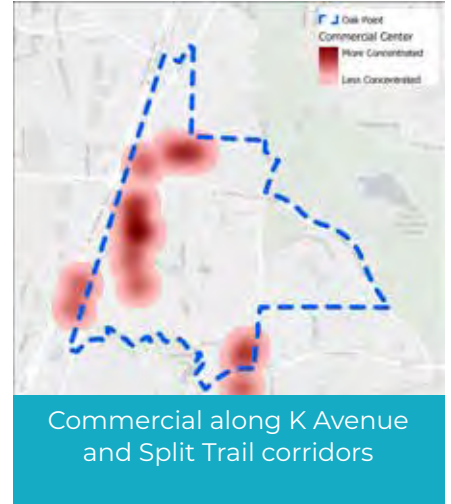 Oak Point
Commercial Center
More Concentrated
Less Concentrated
Commercial along K Avenue
and Split Trail corridors